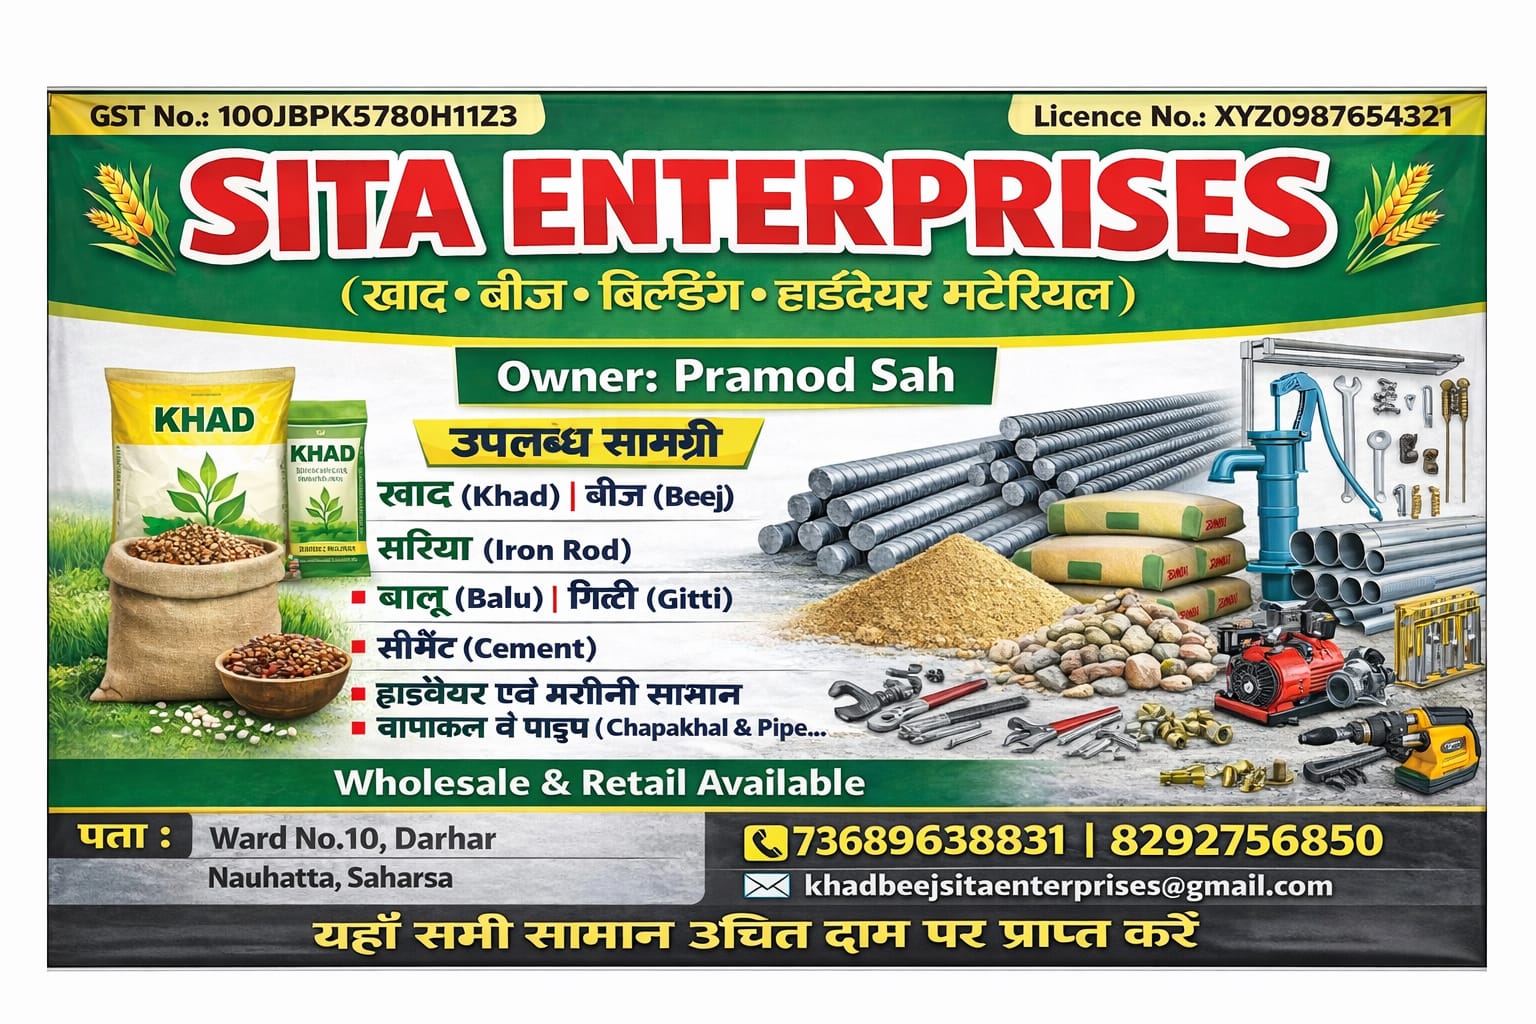 GST No.: 10OJBPK5780H11Z3
Licence No.: XYZ0987654321
SITA ENTERPRISES
(खाद • बीज • बिल्डिंग • हार्डदेयर मटेरियल)
Owner: Pramod Sah
उपलब्ध सामग्री
KHAD
KHAD
खाद (Khad) | बीज (Beej)
सरिया (Iron Rod)
बालू (Balu) | गिट्टी (Gitti)
सीमेंट (Cement)
हाडवेयर एवं मशीनी सामान
वापाकल वे पाइप (Chapakhal & Pipe...
Wholesale & Retail Available
पता :
Ward No.10, Darhar
Nauhatta, Saharsa
73689638831 | 8292756850
khadbeejsitaenterprises@gmail.com
यहाँ समी सामान उचित दाम पर प्राप्त करें